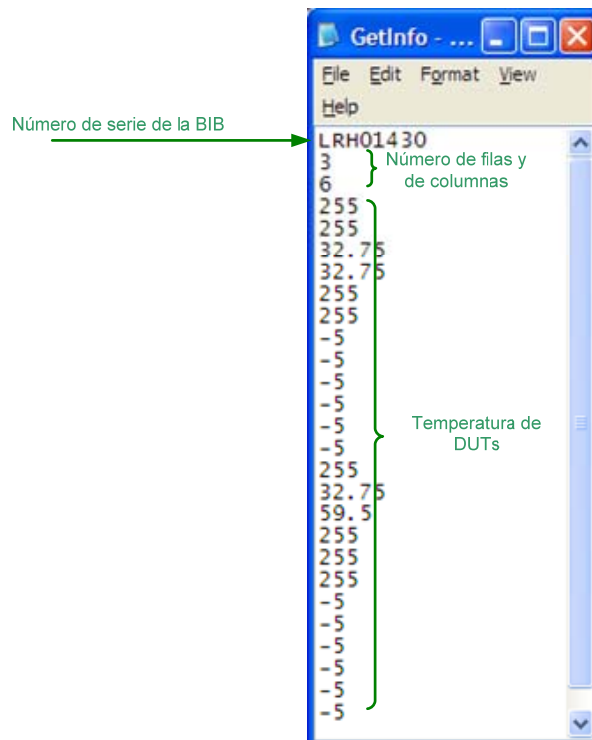 GetInfo - ...
File Edit Format View
Help
Número de serie de la BIB
LRH01430
3
6
Número de filas y
de columnas
255
255
32.75
32.75
255
255
-5
-5
-5
-5
-5
-5
255
32.75
59.5
255
255
255
-5
-5
-5
-5
-5
-5
Temperatura de
DUTs